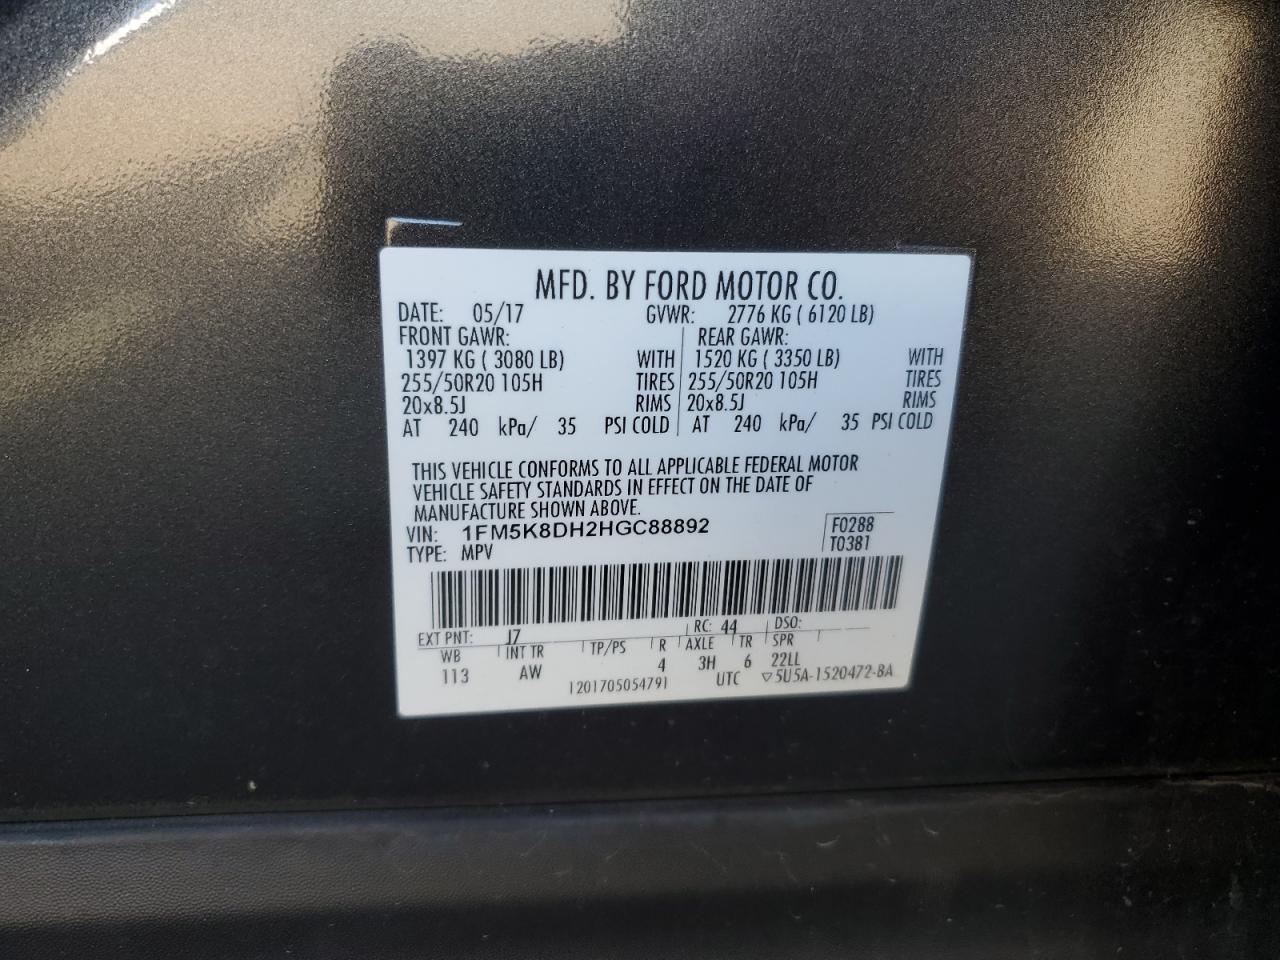 MFD. BY FORD MOTOR CO.
DATE: 05/17 GVWR: 2776 KG ( 6120 LB)
FRONT GAWR: REAR GAWR:
1397 KG ( 3080 LB) WITH 1520 KG ( 3350 LB) WITH
255/50R20 105H TIRES 255/50R20 105H TIRES
20x8.5J RIMS 20x8.5J RIMS
AT 240 kPa/ 35 PSI COLD AT 240 kPa/ 35 PSI COLD
THIS VEHICLE CONFORMS TO ALL APPLICABLE FEDERAL MOTOR
VEHICLE SAFETY STANDARDS IN EFFECT ON THE DATE OF
MANUFACTURE SHOWN ABOVE.
VIN: 1FM5K8DH2HGC88892 F0288
TYPE: MPV T0381
EXT PNT: J7 RC: 44 DSO:
WB INT TR TP/PS R AXLE TR SPR
113 AW 4 3H 6 22LL
1201705054791 UTC ▽5U5A-1520472-BA